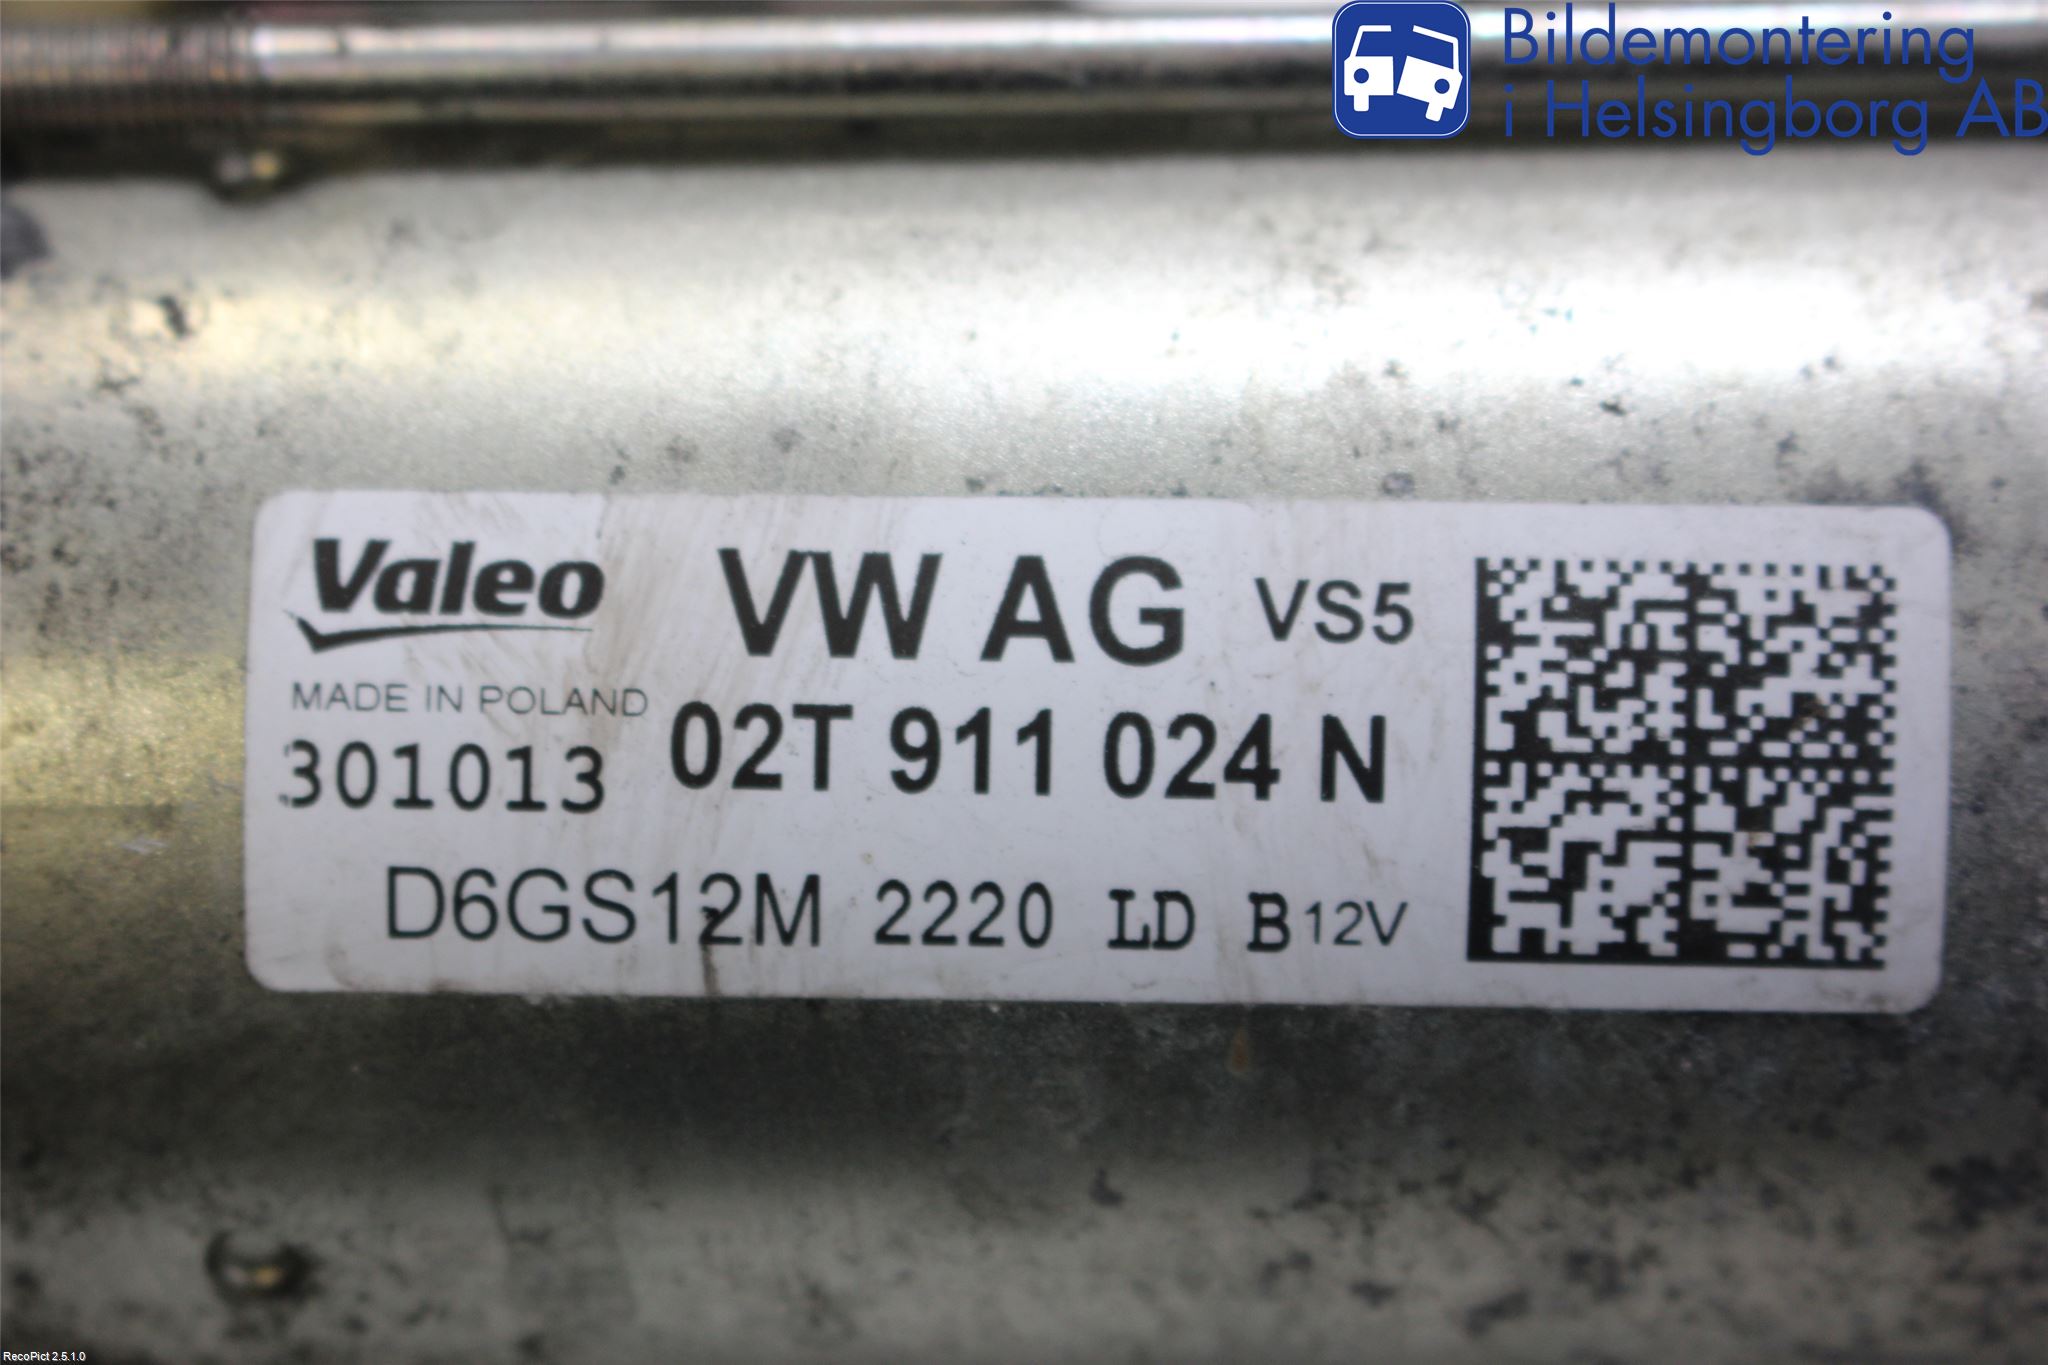 Bildemontering
i Helsingborg AB
Valeo VW AG VS5
MADE IN POLAND
301013 02T 911 024 N
D6GS12M 2220 LD B 12V
RecoPict 2.5.1.0